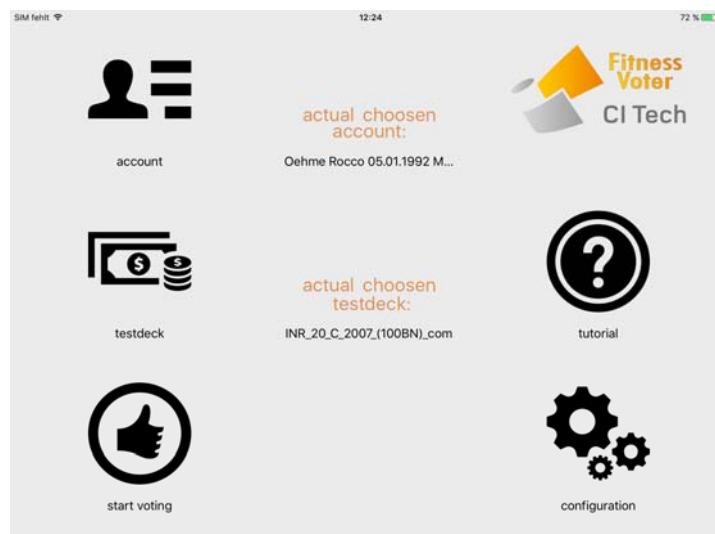 SIM fehlt
12:24
72 %
Fitness
Voter
CI Tech
actual choosen
account:
account
Oehme Rocco 05.01.1992 M...
actual choosen
testdeck:
testdeck
INR_20_C_2007_(100BN)_com
tutorial
start voting
configuration